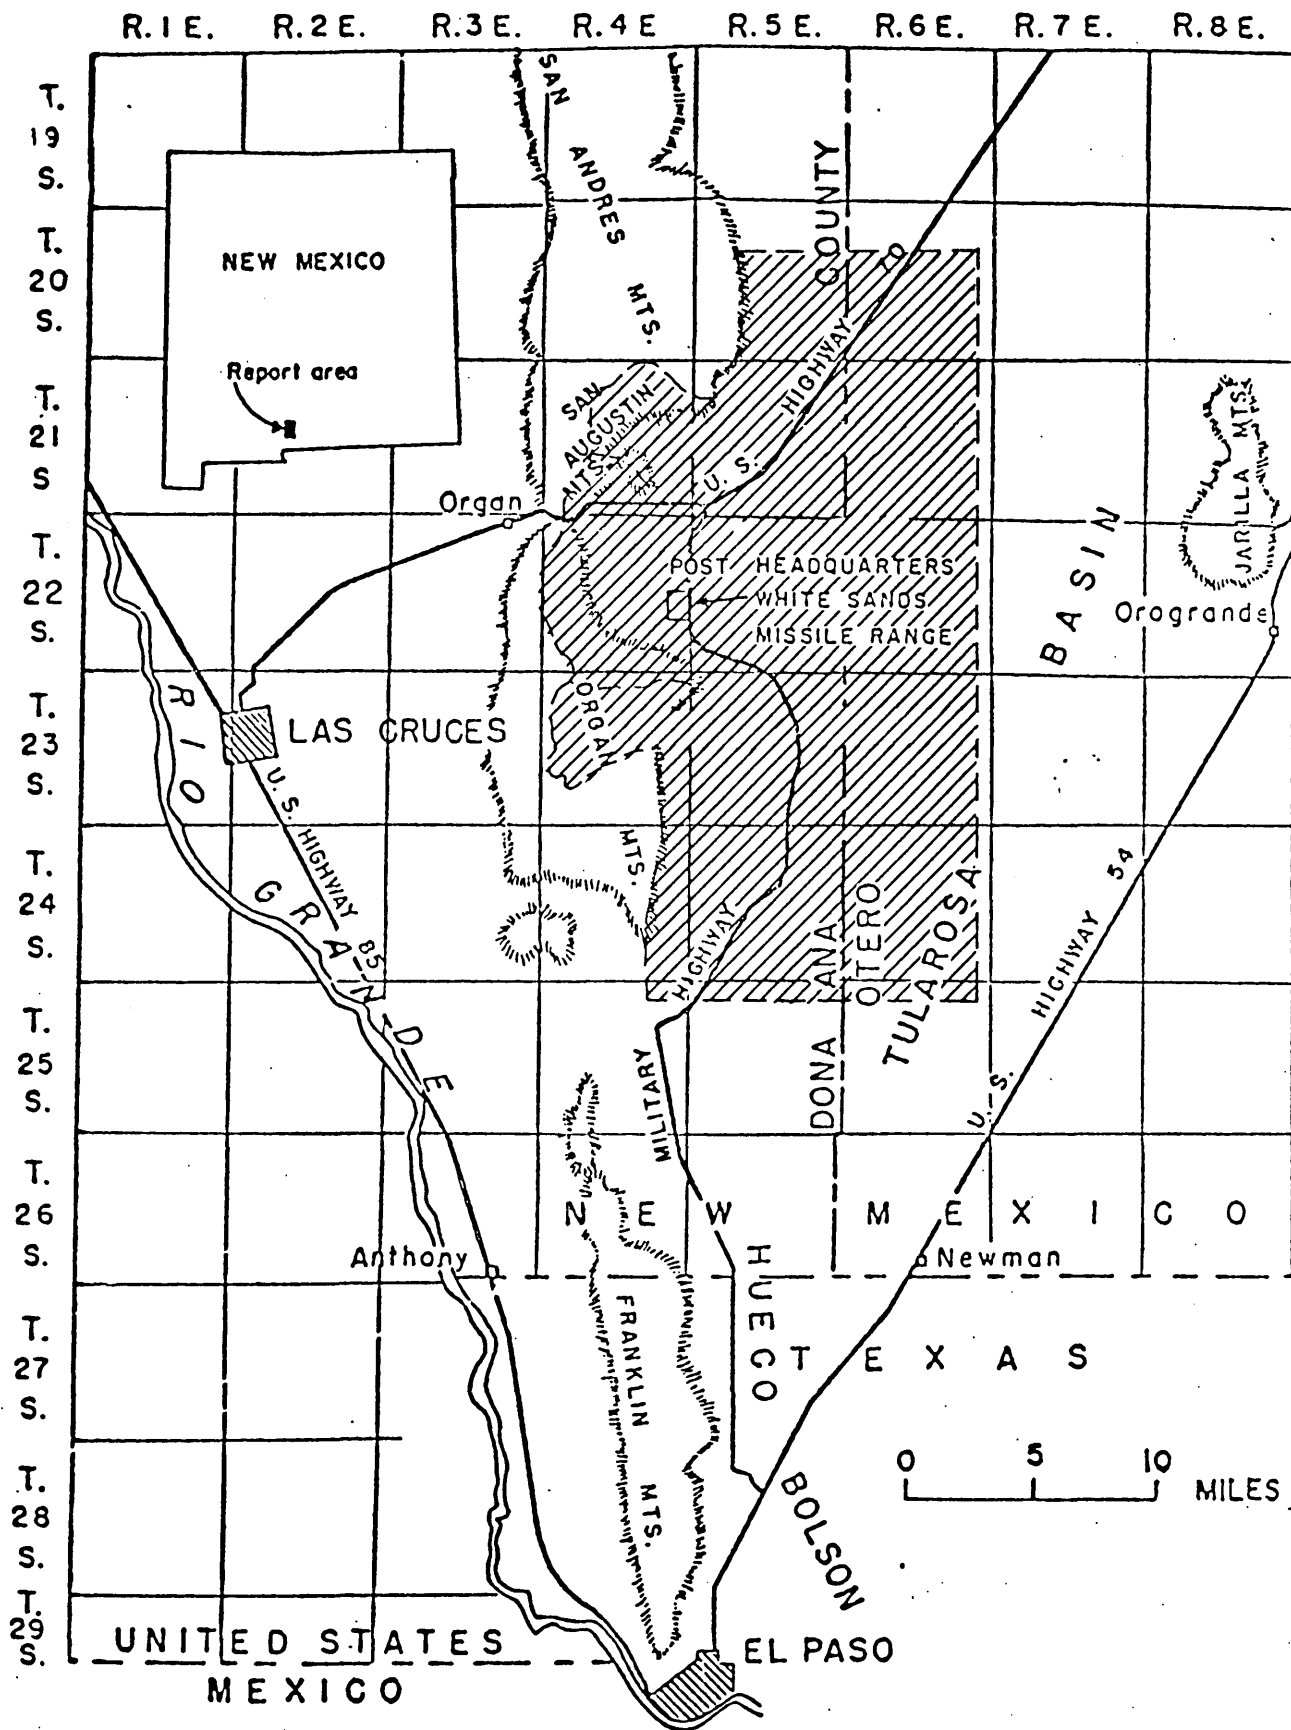 R.1 E. R.2 E. R.3 E. R.4 E R.5 E. R.6 E. R.7 E. R.8 E.
T.
19
S.
T.
20
S.
T.
21
S
T.
22
S.
T.
23
S.
T.
24
S.
T.
25
S.
T.
26
S.
T.
27
S.
T.
28
S.
T.
29
S.
NEW MEXICO
Report area
SAN
ANDRES
MTS.
COUNTY
U. S. HIGHWAY 70
SAN
AUGUSTIN
MTS.
Organ
POST HEADQUARTERS
WHITE SANDS
MISSILE RANGE
JARILLA MTS.
Orogrande
BASIN
TULAROSA
LAS CRUCES
ORGAN
MTS.
RIO
GRANDE
U. S. HIGHWAY 85
MILITARY
HIGHWAY
DONA ANA
OTERO
U. S. HIGHWAY 54
NEW MEXICO
Anthony
Newman
HUECO
BOLSON
TEXAS
FRANKLIN
MTS.
0 5 10
MILES
UNITED STATES
MEXICO
EL PASO